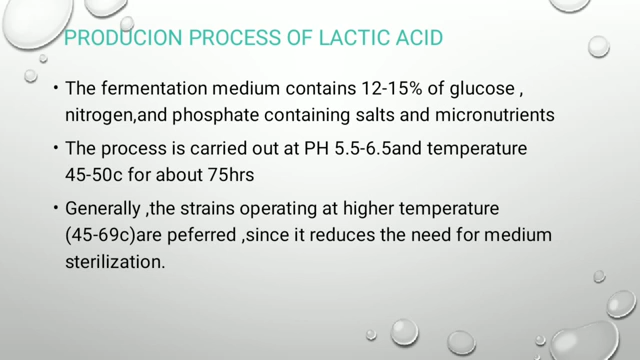 PRODUCION PROCESS OF LACTIC ACID
• The fermentation medium contains 12-15% of glucose ,
nitrogen,and phosphate containing salts and micronutrients
• The process is carried out at PH 5.5-6.5and temperature
45-50c for about 75hrs
• Generally ,the strains operating at higher temperature
(45-69c)are peferred ,since it reduces the need for medium
sterilization.